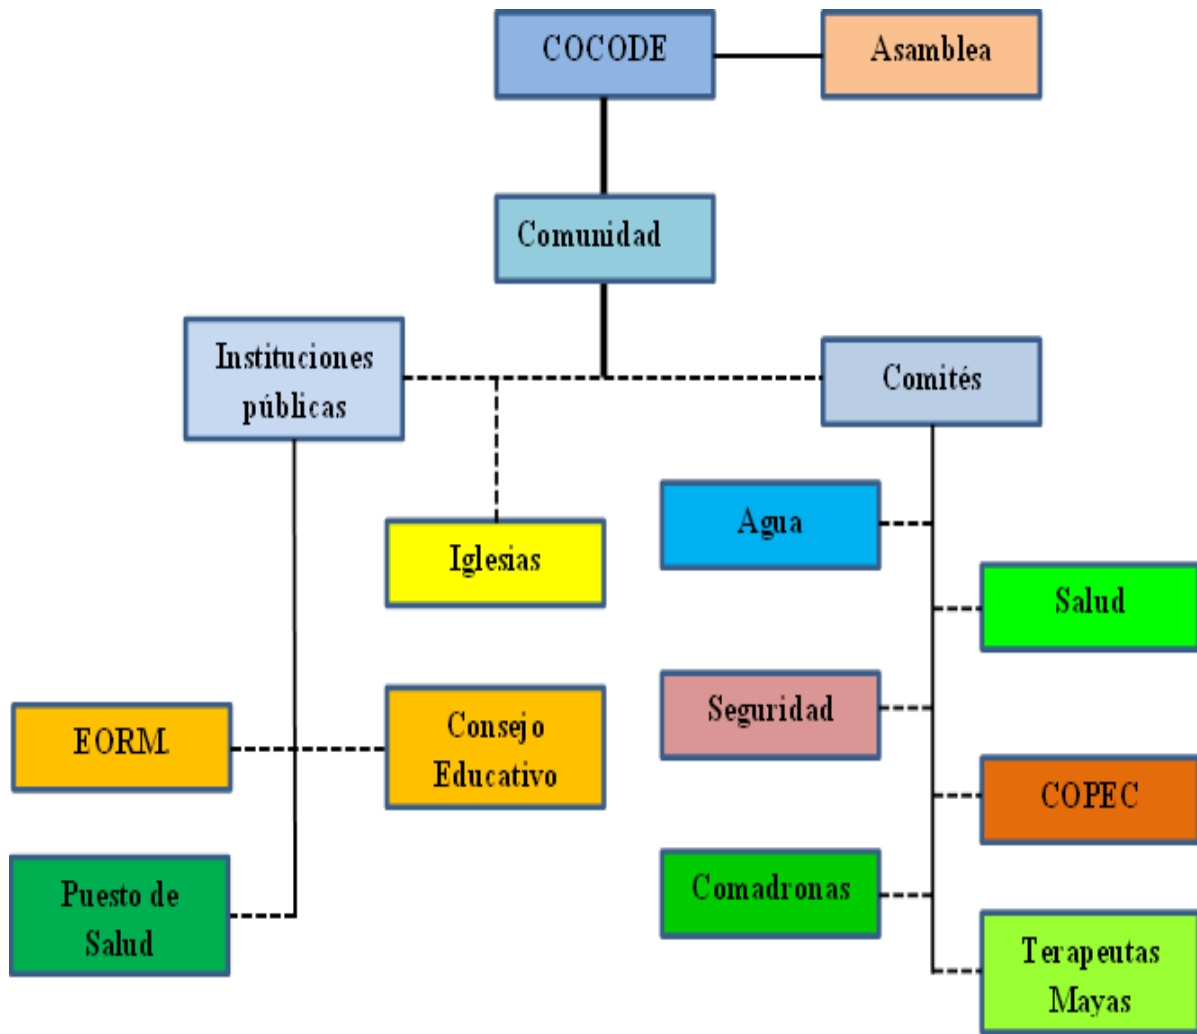 COCODE
Asamblea
Comunidad
Instituciones
públicas
Comités
Iglesias
Agua
Salud
EORM.
Consejo
Educativo
Seguridad
COPEC
Puesto de
Salud
Comadronas
Terapeutas
Mayas